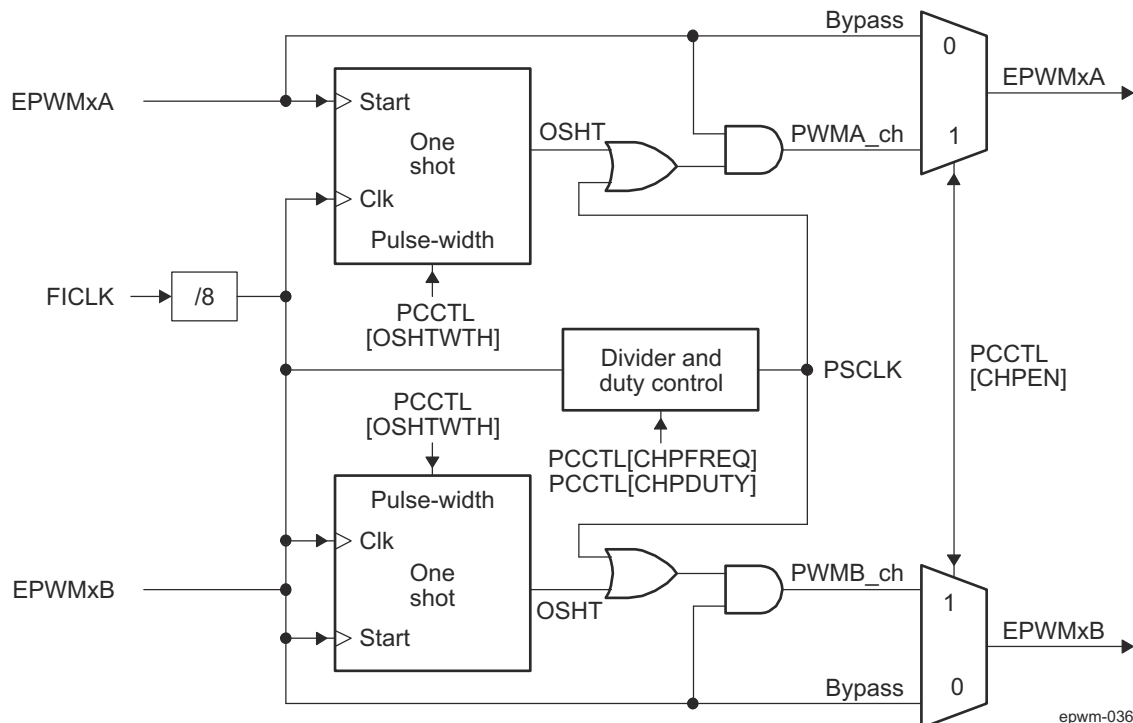 Bypass
0
EPWMxA
EPWMxA
Start
OSHT
PWMA_ch
1
One
shot
Clk
Pulse-width
FICLK
/8
PCCTL
[OSHTWTH]
Divider and
duty control
PSCLK
PCCTL
[CHPEN]
PCCTL
[OSHTWTH]
PCCTL[CHPFREQ]
PCCTL[CHPDUTY]
Pulse-width
Clk
EPWMxB
One
shot
OSHT
PWMB_ch
1
Start
EPWMxB
Bypass
0
epwm-036